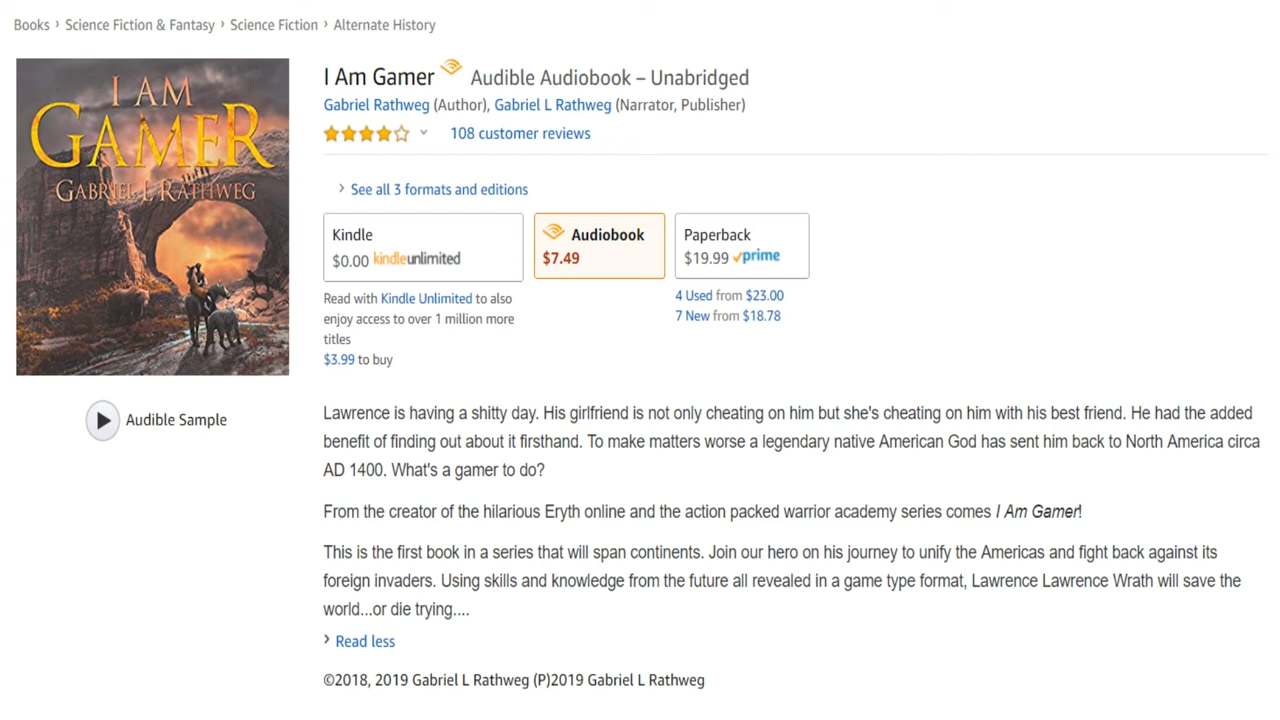 Books › Science Fiction & Fantasy › Science Fiction › Alternate History
I AM
GAMER
GABRIEL L RATHWEG
I Am Gamer Audible Audiobook – Unabridged
Gabriel Rathweg (Author), Gabriel L Rathweg (Narrator, Publisher)
108 customer reviews
› See all 3 formats and editions
Kindle
$0.00 kindleunlimited
Audiobook
$7.49
Paperback
$19.99 prime
Read with Kindle Unlimited to also
enjoy access to over 1 million more
titles
$3.99 to buy
4 Used from $23.00
7 New from $18.78
Audible Sample
Lawrence is having a shitty day. His girlfriend is not only cheating on him but she's cheating on him with his best friend. He had the added
benefit of finding out about it firsthand. To make matters worse a legendary native American God has sent him back to North America circa
AD 1400. What's a gamer to do?
From the creator of the hilarious Eryth online and the action packed warrior academy series comes I Am Gamer!
This is the first book in a series that will span continents. Join our hero on his journey to unify the Americas and fight back against its
foreign invaders. Using skills and knowledge from the future all revealed in a game type format, Lawrence Lawrence Wrath will save the
world...or die trying....
› Read less
©2018, 2019 Gabriel L Rathweg (P)2019 Gabriel L Rathweg